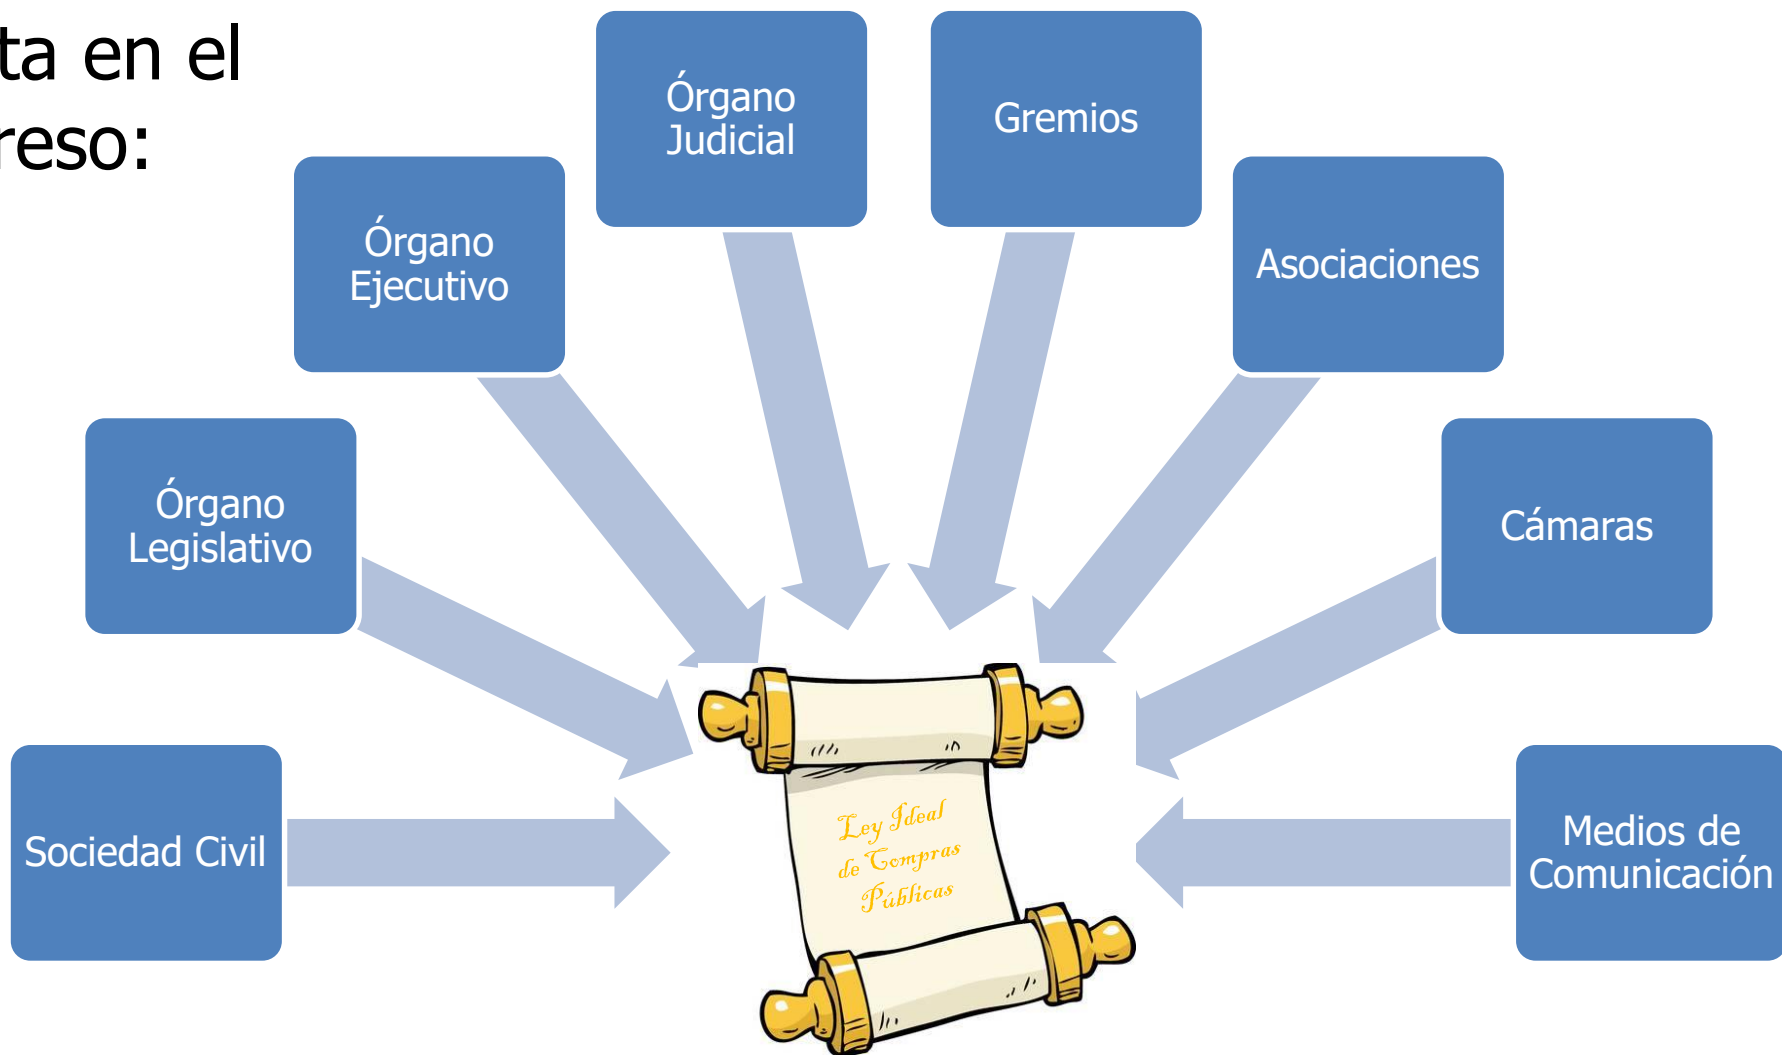 ta en el
reso:
Órgano
Judicial
Gremios
Órgano
Ejecutivo
Asociaciones
Órgano
Legislativo
Cámaras
Sociedad Civil
Medios de
Comunicación
Ley Ideal
de Compras
Públicas